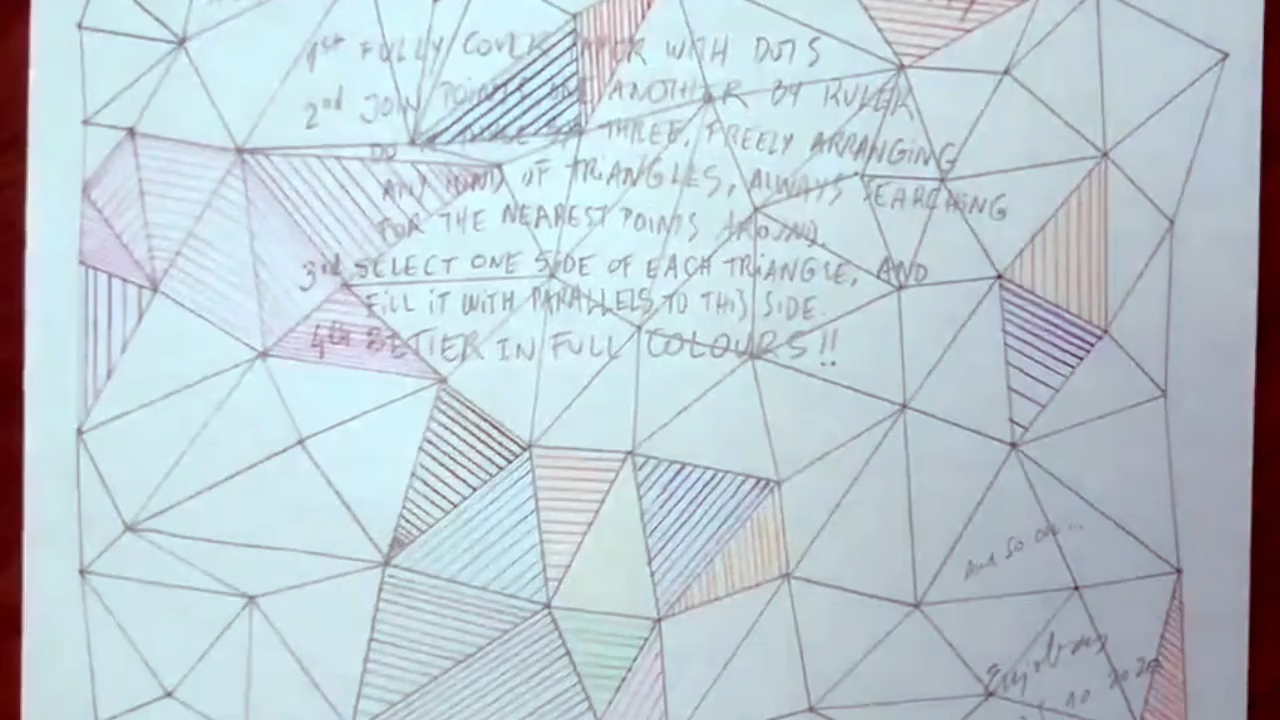 1st FULLY COVER PAPER WITH DOTS
2nd JOIN POINTS ONE ANOTHER BY RULER
THREE, FREELY ARRANGING
ANY KIND OF TRIANGLES, ALWAYS SEARCHING
FOR THE NEAREST POINTS AROUND.
3rd SELECT ONE SIDE OF EACH TRIANGLE, AND
FILL IT WITH PARALLELS TO THIS SIDE.
4th BETTER IN FULL COLOURS!!
And so on...
10 2020